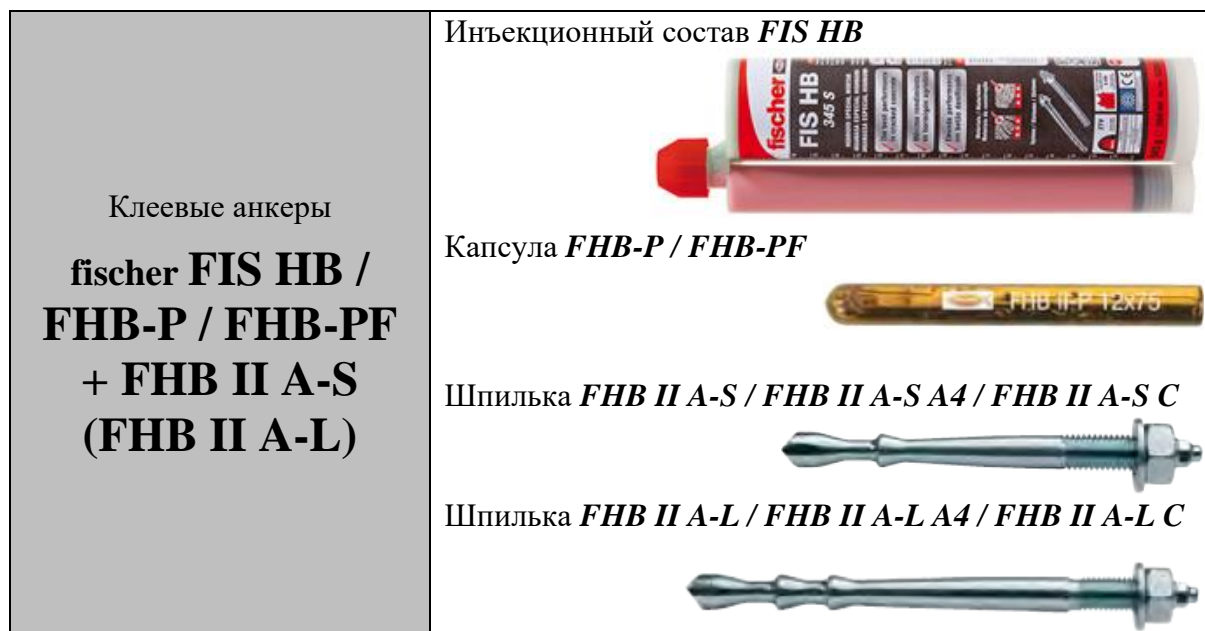 Клеевые анкеры
fischer FIS HB /
FHB-P / FHB-PF
+ FHB II A-S
(FHB II A-L)
Инъекционный состав FIS HB
fischer
FIS HB
345 S
Капсула FHB-P / FHB-PF
FHB II-P 12x75
Шпилька FHB II A-S / FHB II A-S A4 / FHB II A-S C
Шпилька FHB II A-L / FHB II A-L A4 / FHB II A-L C